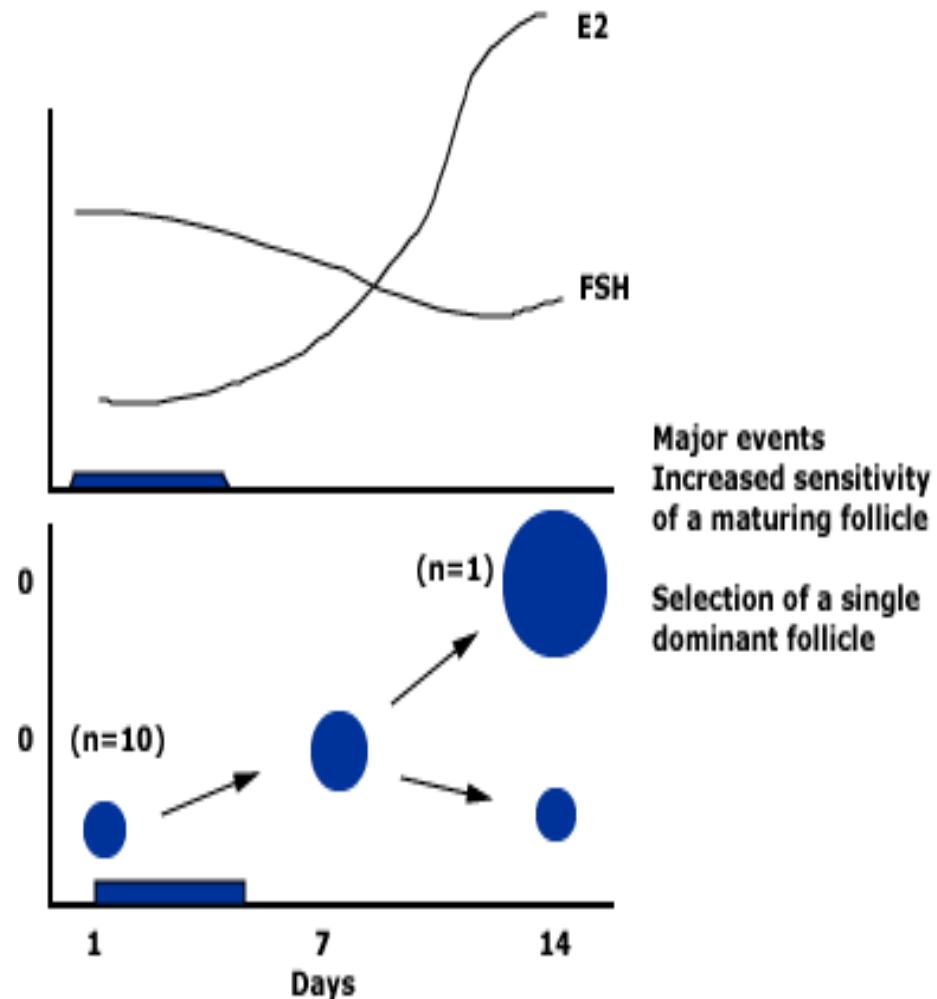 E2
FSH
Major events
Increased sensitivity
of a maturing follicle
Selection of a single
dominant follicle
0
(n=1)
0
(n=10)
1 7 14
Days